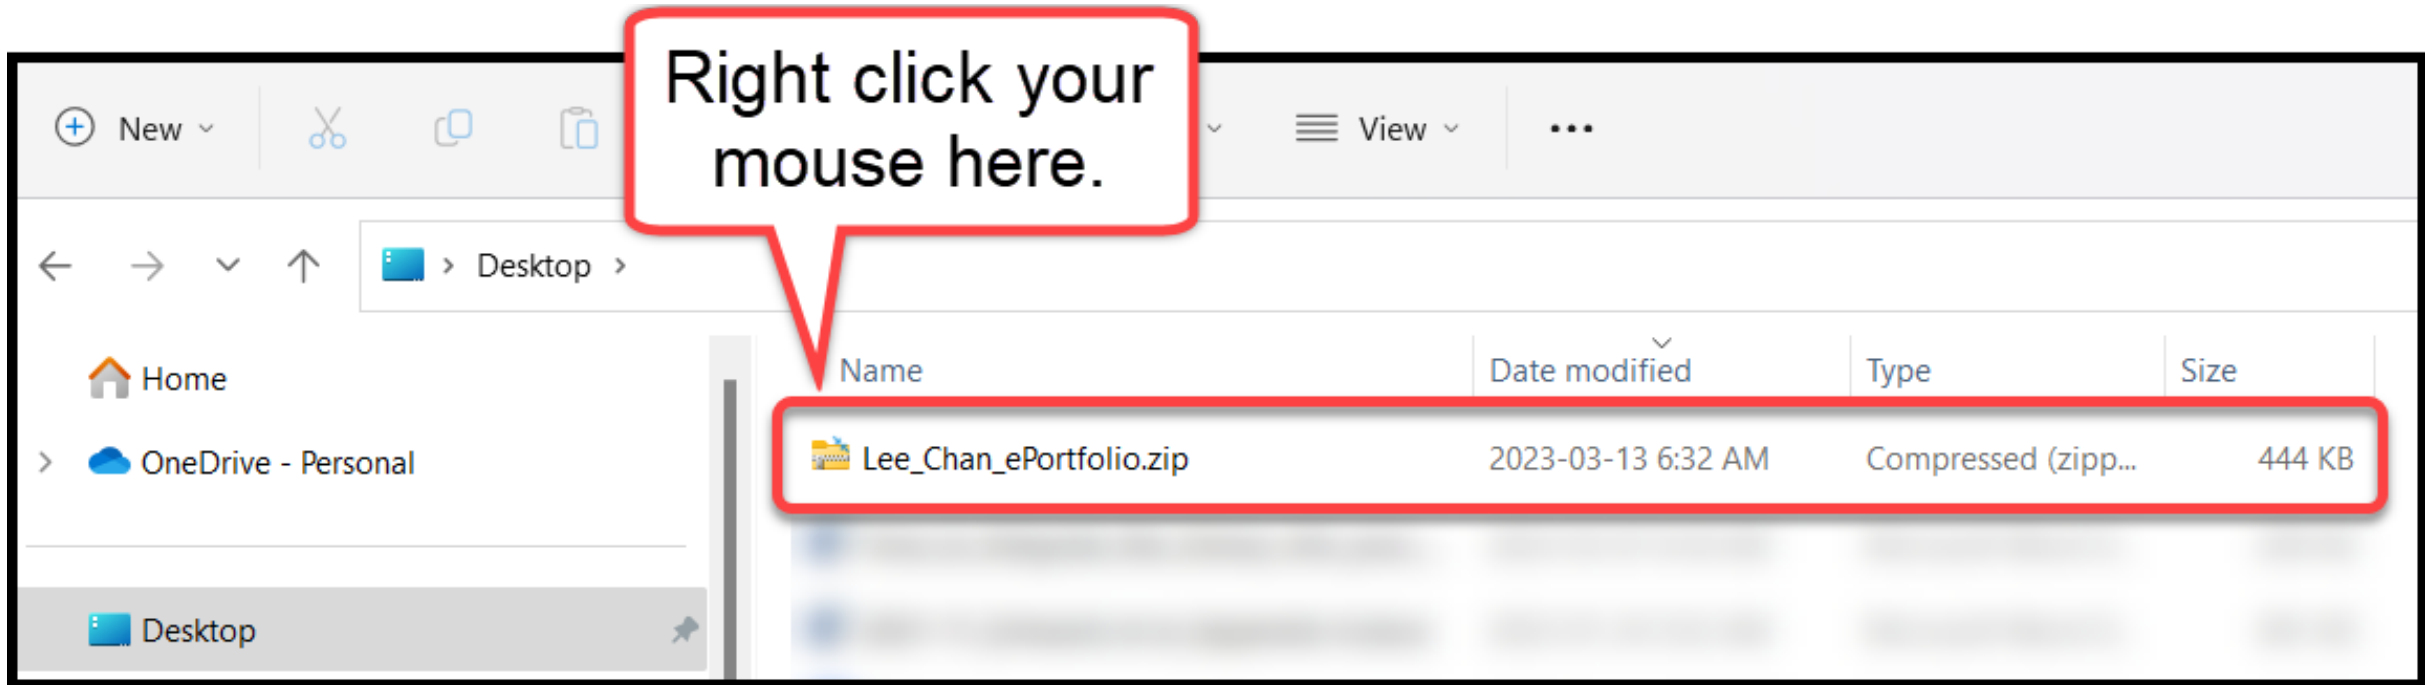 Right click your
mouse here.
New
View
Desktop
Home
OneDrive - Personal
Desktop
Name Date modified Type Size
Lee_Chan_ePortfolio.zip 2023-03-13 6:32 AM Compressed (zipp... 444 KB